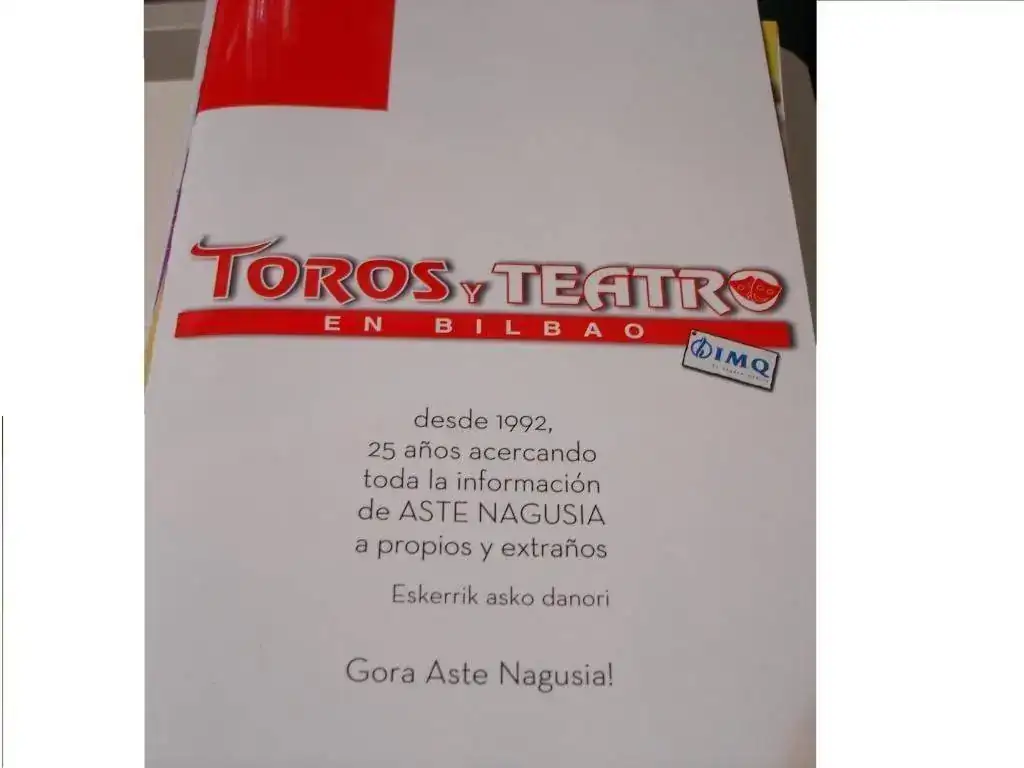 TOROS Y TEATRO
EN BILBAO
IMQ
desde 1992,
25 años acercando
toda la información
de ASTE NAGUSIA
a propios y extraños
Eskerrik asko danori
Gora Aste Nagusia!